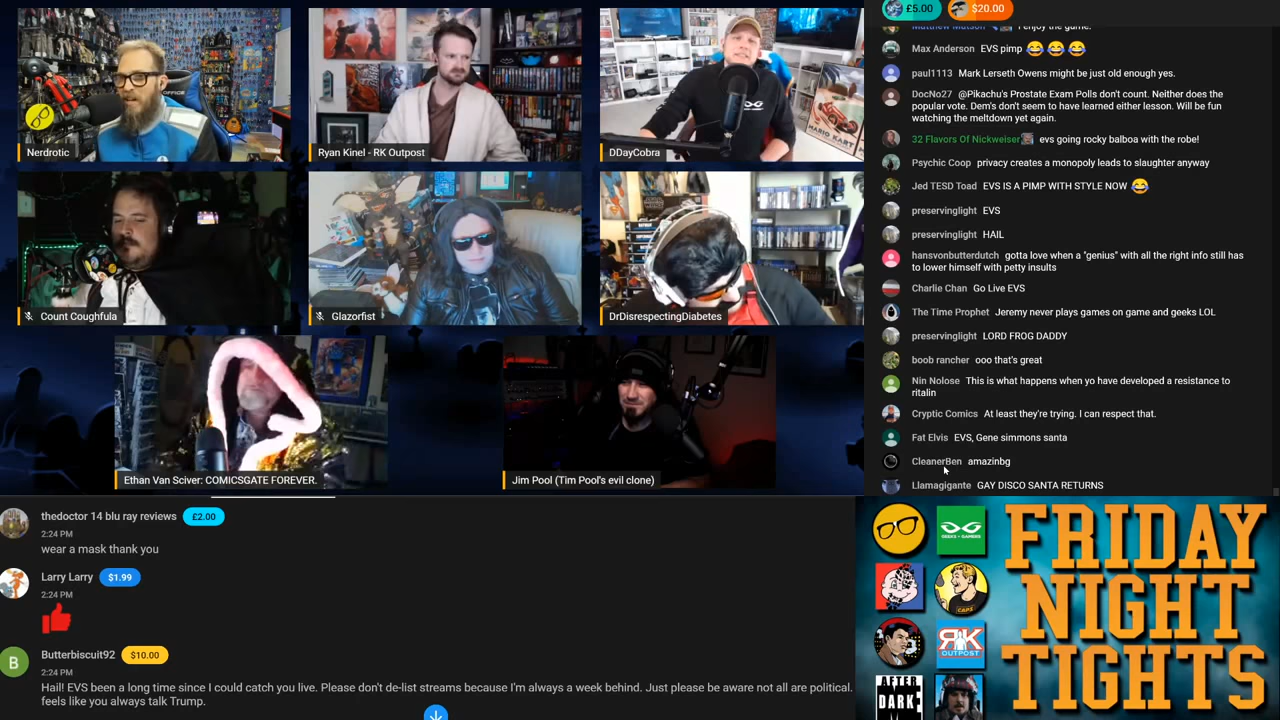 OFFICE
MARIO KART
Nerdrotic
Ryan Kinel - RK Outpost
DDayCobra
Count Coughfula
Glazorfist
DrDisrespectingDiabetes
Ethan Van Sciver: COMICSGATE FOREVER.
Jim Pool (Tim Pool's evil clone)
£5.00
$20.00
I enjoy the game.
Max Anderson EVS pimp 😂😂😂
paul1113 Mark Lerseth Owens might be just old enough yes.
DocNo27 @Pikachu's Prostate Exam Polls don't count. Neither does the
popular vote. Dem's don't seem to have learned either lesson. Will be fun
watching the meltdown yet again.
32 Flavors Of Nickweiser evs going rocky balboa with the robe!
Psychic Coop privacy creates a monopoly leads to slaughter anyway
Jed TESD Toad EVS IS A PIMP WITH STYLE NOW 😂
preservinglight EVS
preservinglight HAIL
hansvonbutterdutch gotta love when a "genius" with all the right info still has
to lower himself with petty insults
Charlie Chan Go Live EVS
The Time Prophet Jeremy never plays games on game and geeks LOL
preservinglight LORD FROG DADDY
boob rancher ooo that's great
Nin Nolose This is what happens when yo have developed a resistance to
ritalin
Cryptic Comics At least they're trying. I can respect that.
Fat Elvis EVS, Gene simmons santa
CleanerBen amazinbg
Llamagigante GAY DISCO SANTA RETURNS
thedoctor 14 blu ray reviews £2.00
2:24 PM
wear a mask thank you
Larry Larry $1.99
2:24 PM
👍
B
Butterbiscuit92 $10.00
2:24 PM
Hail! EVS been a long time since I could catch you live. Please don't de-list streams because I'm always a week behind. Just please be aware not all are political.
feels like you always talk Trump.
GEEKS + GAMERS
CAPS
RK
OUTPOST
AFTER
DARK
FRIDAY
NIGHT
TIGHTS